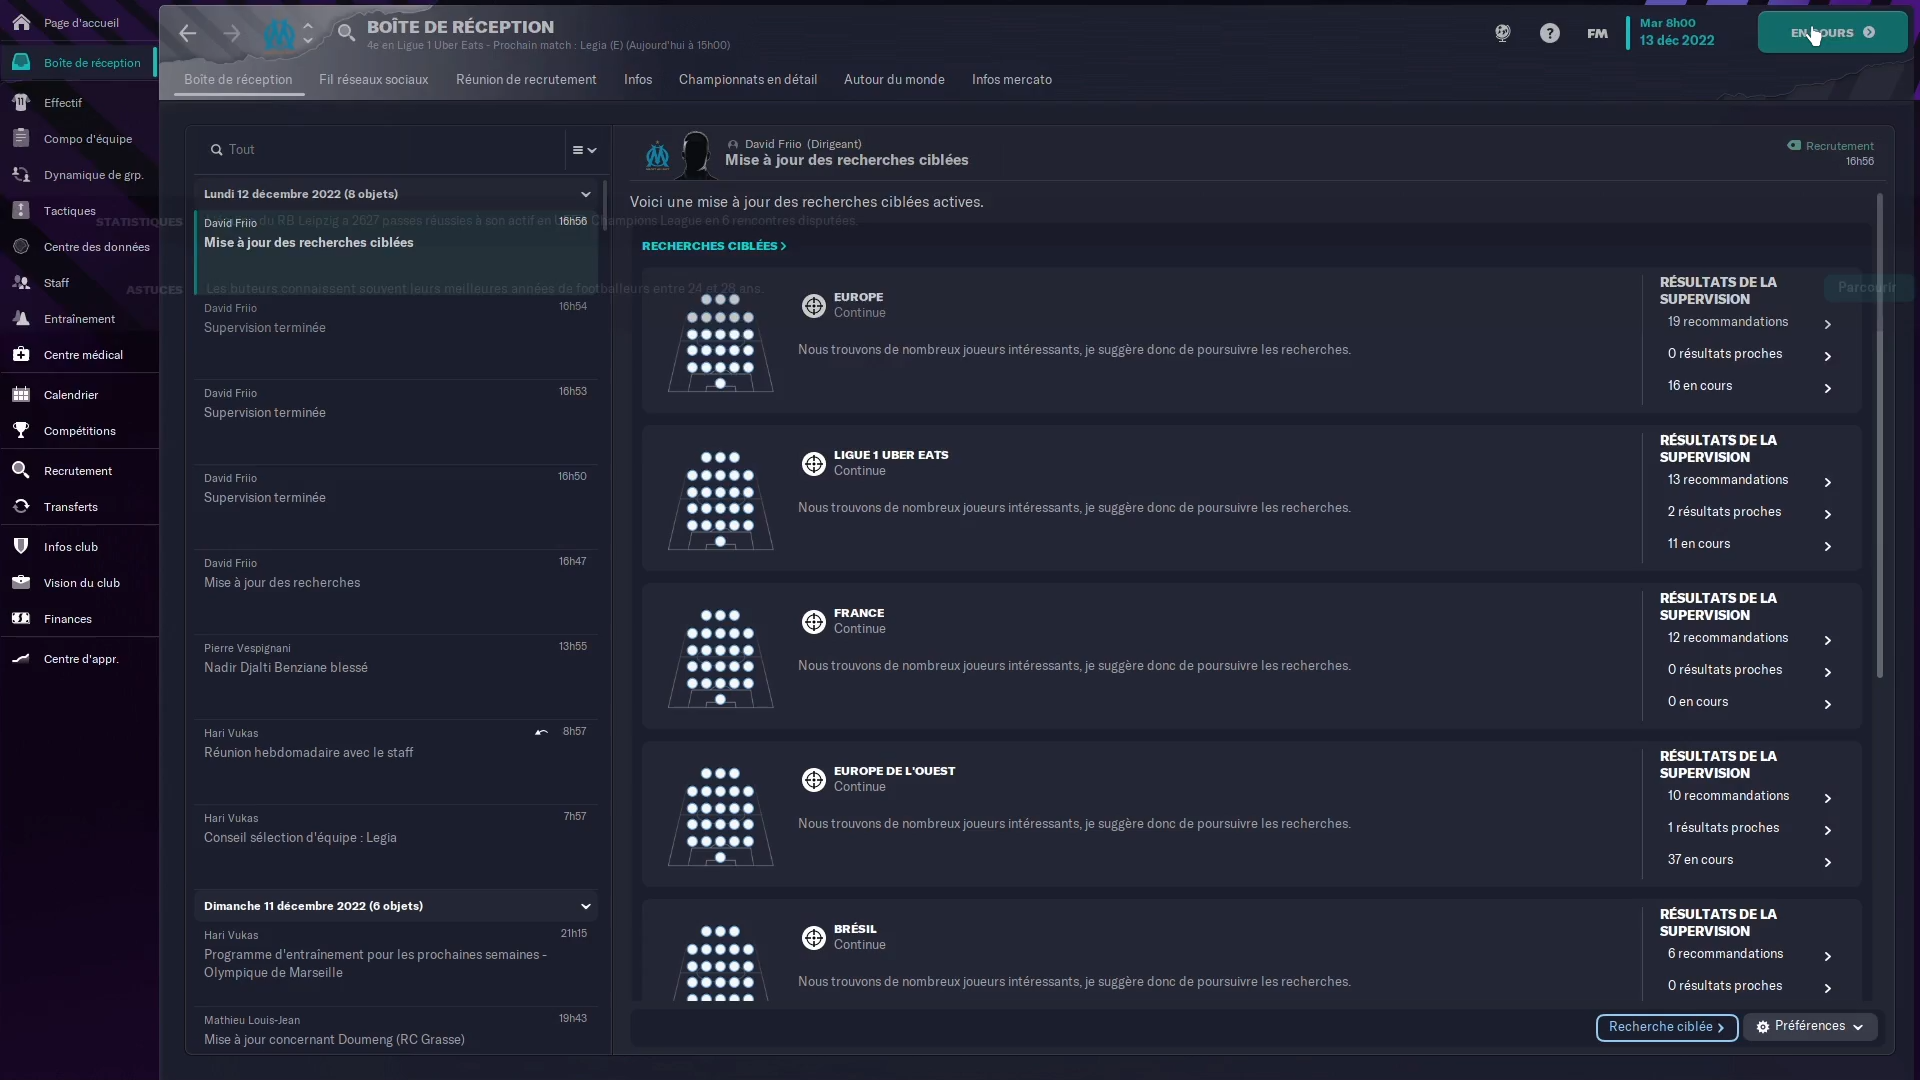 Page d'accueil
Boîte de réception
Effectif
Compo d'équipe
Dynamique de grp.
Tactiques
Centre des données
Staff
Entraînement
Centre médical
Calendrier
Compétitions
Recrutement
Transferts
Infos club
Vision du club
Finances
Centre d'appr.
BOÎTE DE RÉCEPTION
4e en Ligue 1 Uber Eats - Prochain match : Legia (E) (Aujourd'hui à 15h00)
FM
Mar 8h00
13 déc 2022
Boîte de réception
Fil réseaux sociaux
Réunion de recrutement
Infos
Championnats en détail
Autour du monde
Infos mercato
Tout
Lundi 12 décembre 2022 (8 objets)
STATISTIQUES
du RB Leipzig a 2627 passes réussies à son actif en
Champions League en 6 rencontres disputées.
David Friio
16h56
Mise à jour des recherches ciblées
ASTUCES
Les buteurs connaissent souvent leurs meilleures années de footballeurs entre 24 et 28 ans.
Parcourir
David Friio
16h54
Supervision terminée
David Friio
16h53
Supervision terminée
David Friio
16h50
Supervision terminée
David Friio
16h47
Mise à jour des recherches
Pierre Vespignani
13h55
Nadir Djalti Benziane blessé
Hari Vukas
8h57
Réunion hebdomadaire avec le staff
Hari Vukas
7h57
Conseil sélection d'équipe : Legia
Dimanche 11 décembre 2022 (6 objets)
Hari Vukas
21h15
Programme d'entraînement pour les prochaines semaines -
Olympique de Marseille
Mathieu Louis-Jean
19h43
Mise à jour concernant Doumeng (RC Grasse)
David Friio (Dirigeant)
Mise à jour des recherches ciblées
Recrutement
16h56
Voici une mise à jour des recherches ciblées actives.
RECHERCHES CIBLÉES
EUROPE
Continue
Nous trouvons de nombreux joueurs intéressants, je suggère donc de poursuivre les recherches.
RÉSULTATS DE LA
SUPERVISION
19 recommandations
0 résultats proches
16 en cours
LIGUE 1 UBER EATS
Continue
Nous trouvons de nombreux joueurs intéressants, je suggère donc de poursuivre les recherches.
RÉSULTATS DE LA
SUPERVISION
13 recommandations
2 résultats proches
11 en cours
FRANCE
Continue
Nous trouvons de nombreux joueurs intéressants, je suggère donc de poursuivre les recherches.
RÉSULTATS DE LA
SUPERVISION
12 recommandations
0 résultats proches
0 en cours
EUROPE DE L'OUEST
Continue
Nous trouvons de nombreux joueurs intéressants, je suggère donc de poursuivre les recherches.
RÉSULTATS DE LA
SUPERVISION
10 recommandations
1 résultats proches
37 en cours
BRÉSIL
Continue
Nous trouvons de nombreux joueurs intéressants, je suggère donc de poursuivre les recherches.
RÉSULTATS DE LA
SUPERVISION
6 recommandations
0 résultats proches
Recherche ciblée
Préférences